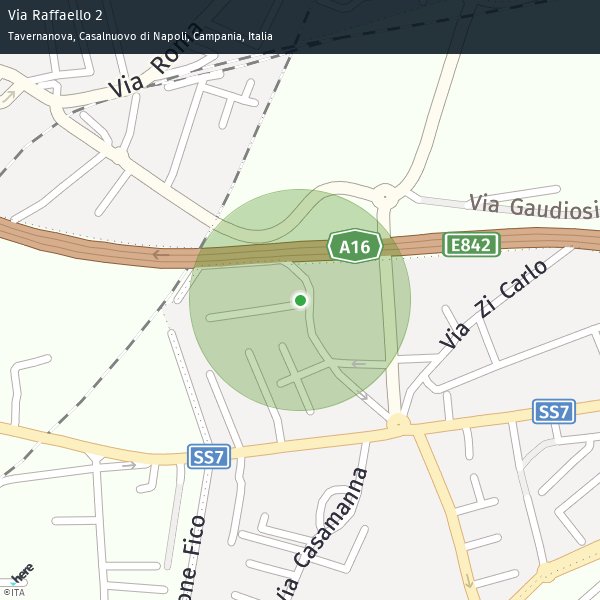 Via Raffaello 2
Tavernanova, Casalnuovo di Napoli, Campania, Italia
Via Roma
Via Gaudiosi
A16
E842
Via Zi Carlo
SS7
SS7
Via Casamanna
one Fico
here
©ITA